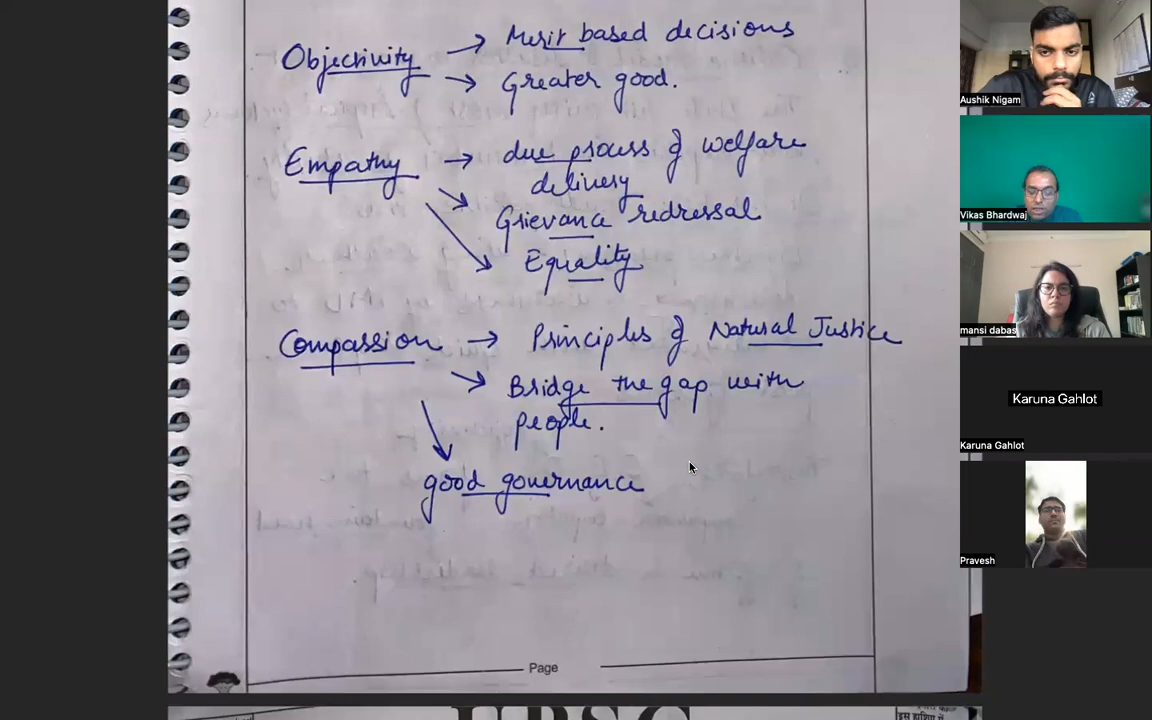 Objectivity → Merit based decisions
→ Greater good.
Empathy → due process of welfare
delivery
Grievance redressal
Equality
Compassion → Principles of Natural Justice
→ Bridge the gap with
people.
good governance
Page
UPSC
Aushik Nigam
Vikas Bhardwaj
mansi dabas
Karuna Gahlot
Karuna Gahlot
Pravesh